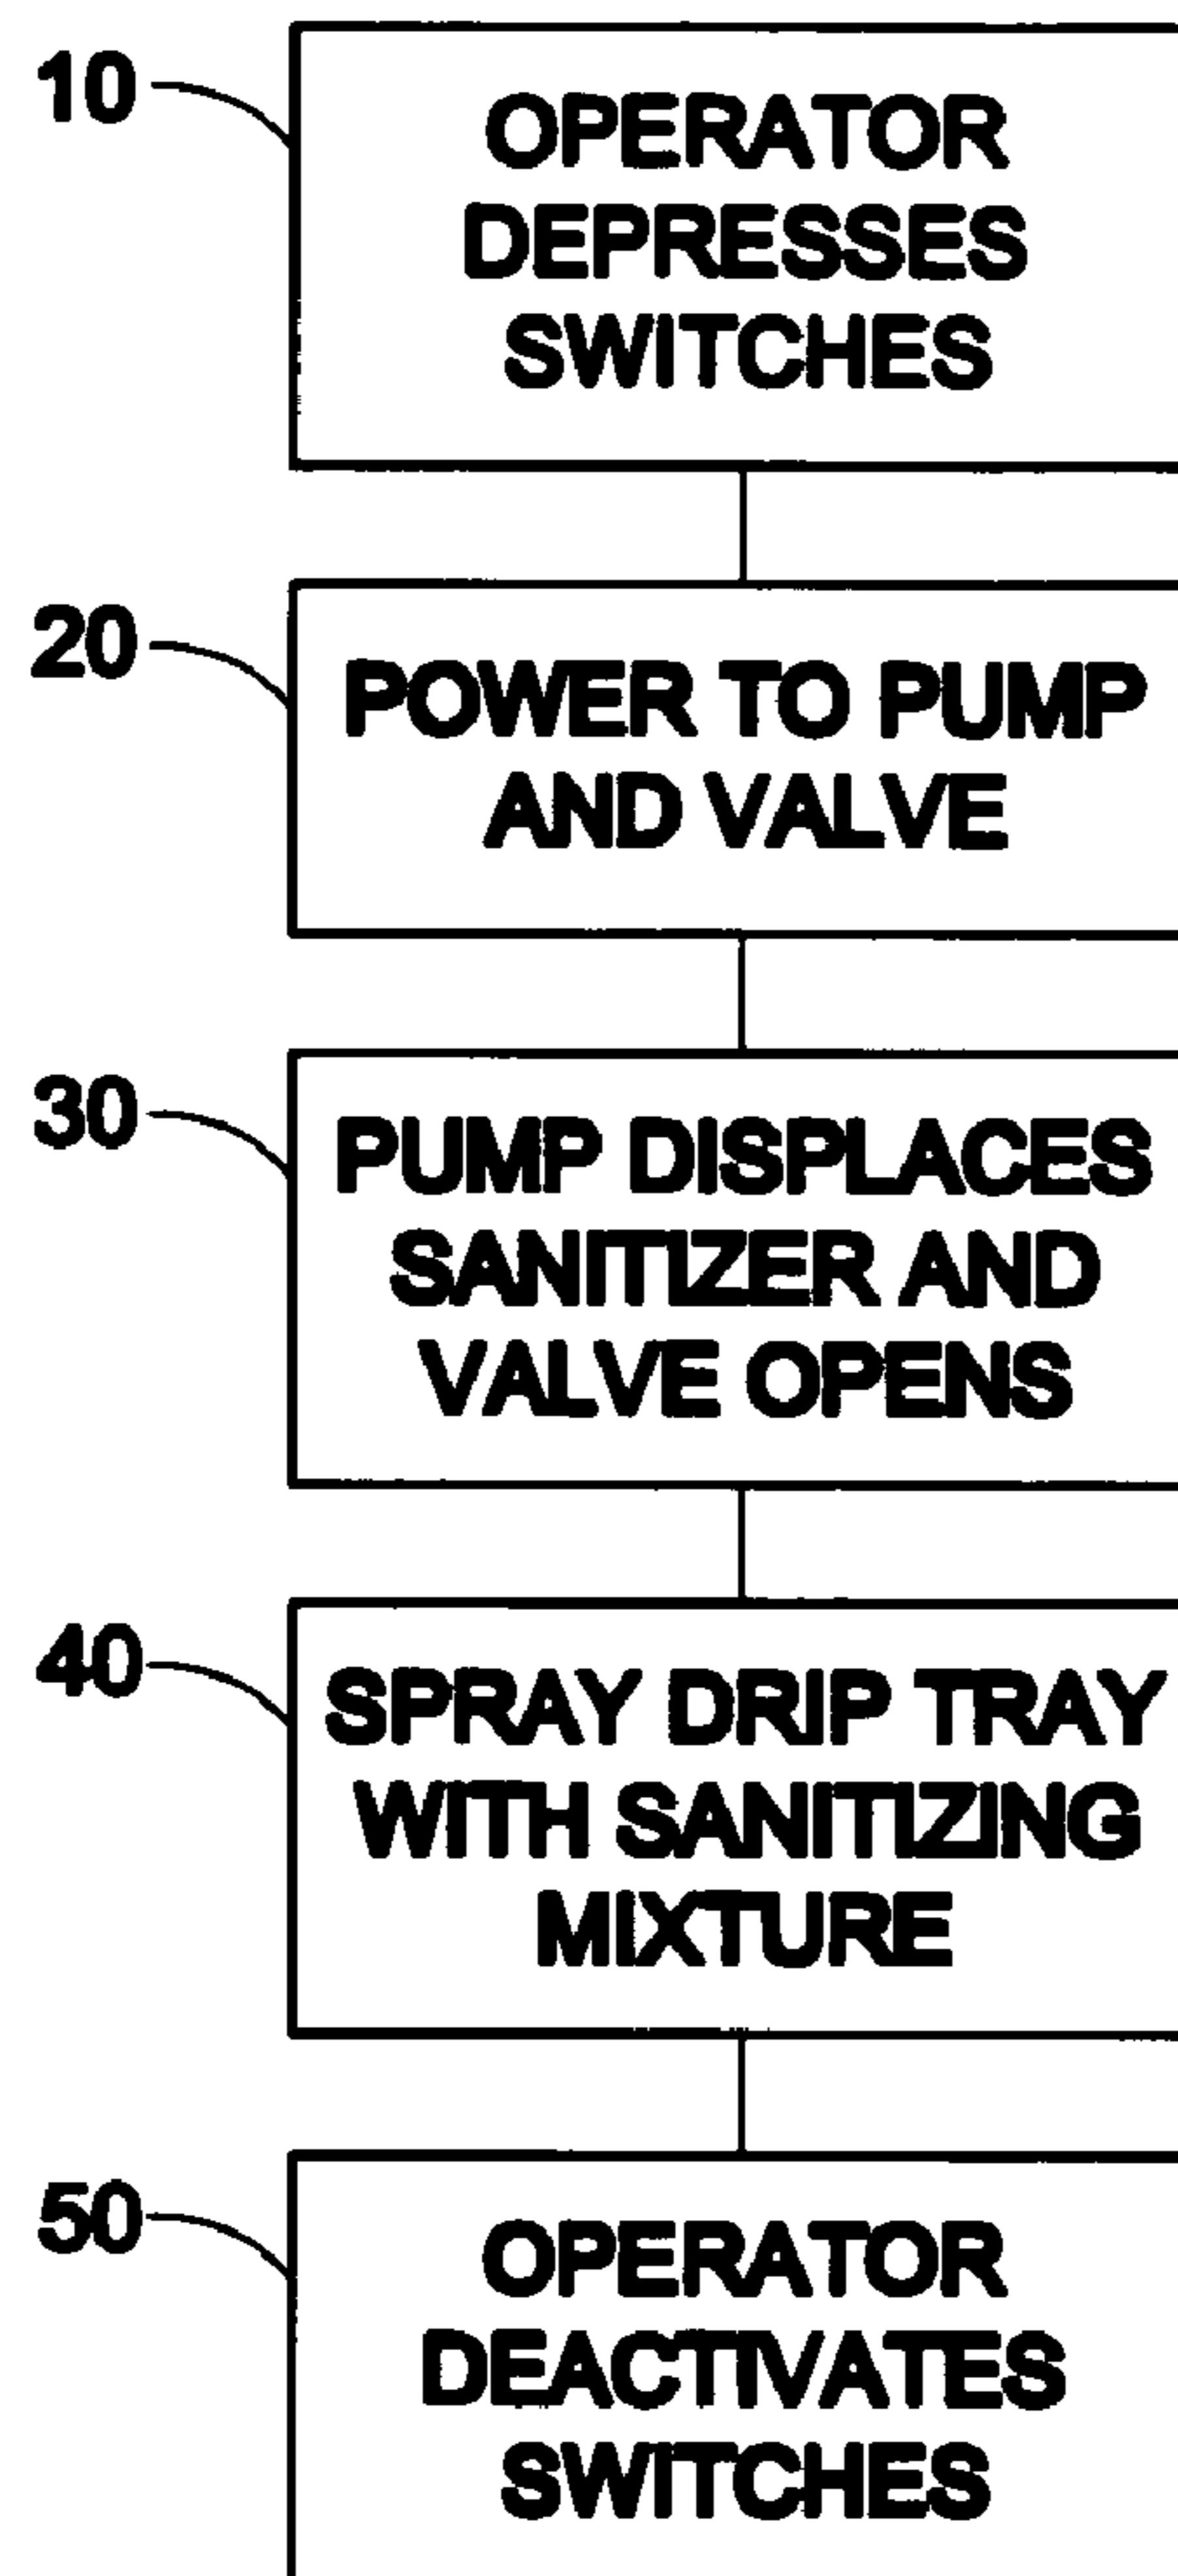 10
OPERATOR
DEPRESSES
SWITCHES
20
POWER TO PUMP
AND VALVE
30
PUMP DISPLACES
SANITIZER AND
VALVE OPENS
40
SPRAY DRIP TRAY
WITH SANITIZING
MIXTURE
50
OPERATOR
DEACTIVATES
SWITCHES